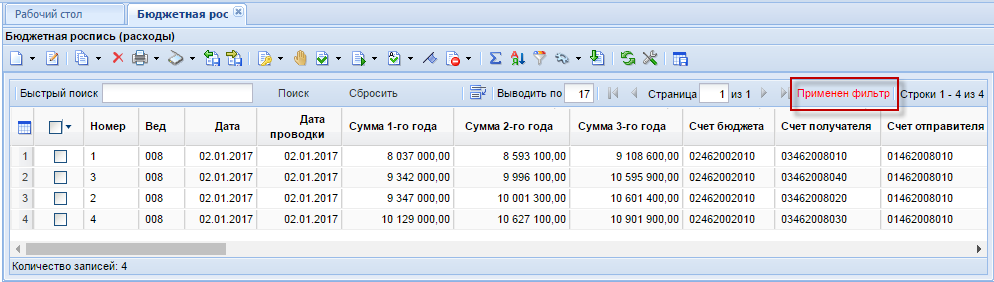 Рабочий стол Бюджетная рос
Бюджетная роспись (расходы)
Быстрый поиск Поиск Сбросить Выводить по 17 Страница 1 из 1 Применен фильтр Строки 1 - 4 из 4
Номер Вед Дата Дата проводки Сумма 1-го года Сумма 2-го года Сумма 3-го года Счет бюджета Счет получателя Счет отправителя
1 1 008 02.01.2017 02.01.2017 8 037 000,00 8 593 100,00 9 108 600,00 02462002010 03462008010 01462008010
2 3 008 02.01.2017 02.01.2017 9 342 000,00 9 996 100,00 10 595 900,00 02462002010 03462008040 01462008010
3 2 008 02.01.2017 02.01.2017 9 347 000,00 10 001 300,00 10 601 400,00 02462002010 03462008020 01462008010
4 4 008 02.01.2017 02.01.2017 10 129 000,00 10 627 100,00 10 901 900,00 02462002010 03462008030 01462008010
Количество записей: 4